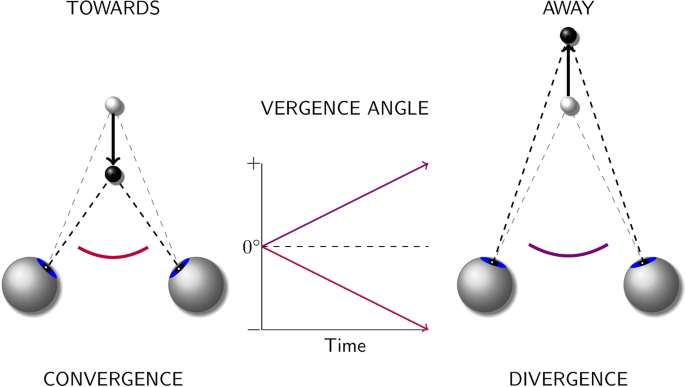 TOWARDS
AWAY
VERGENCE ANGLE
+
0°
−
Time
CONVERGENCE
DIVERGENCE